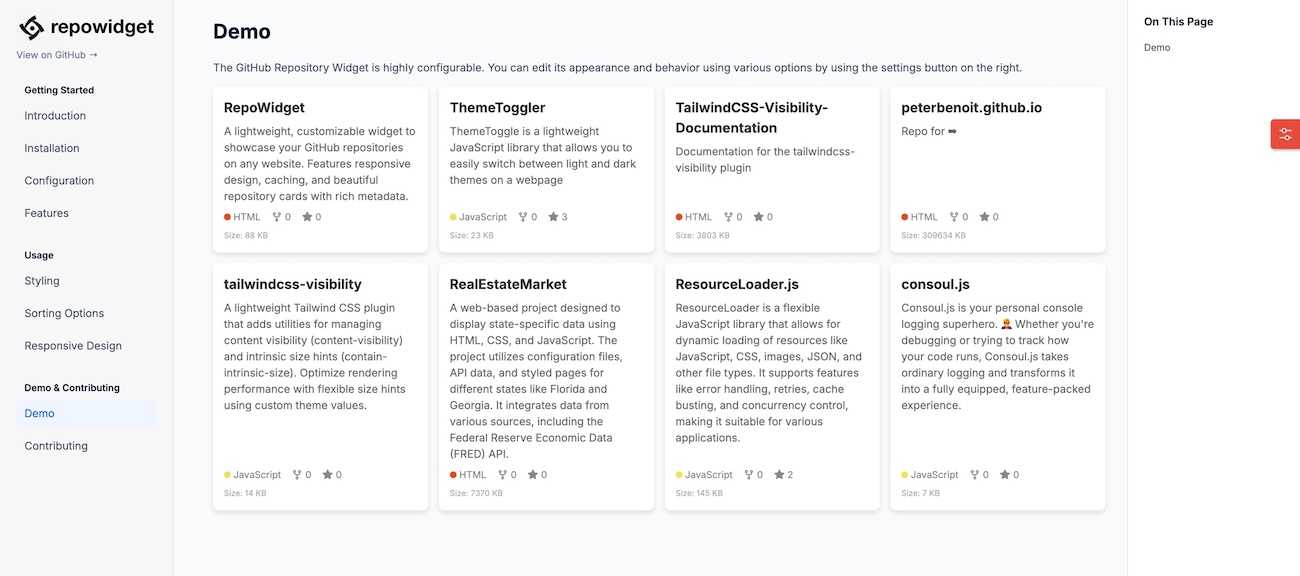 repowidget
View on GitHub →
Getting Started
Introduction
Installation
Configuration
Features
Usage
Styling
Sorting Options
Responsive Design
Demo & Contributing
Demo
Contributing
Demo
The GitHub Repository Widget is highly configurable. You can edit its appearance and behavior using various options by using the settings button on the right.
RepoWidget
A lightweight, customizable widget to
showcase your GitHub repositories
on any website. Features responsive
design, caching, and beautiful
repository cards with rich metadata.
HTML 0 0
Size: 88 KB
ThemeToggler
ThemeToggle is a lightweight
JavaScript library that allows you to
easily switch between light and dark
themes on a webpage
JavaScript 0 3
Size: 23 KB
TailwindCSS-Visibility-
Documentation
Documentation for the tailwindcss-
visibility plugin
HTML 0 0
Size: 3803 KB
peterbenoit.github.io
Repo for ➡
HTML 0 0
Size: 309634 KB
tailwindcss-visibility
A lightweight Tailwind CSS plugin
that adds utilities for managing
content visibility (content-visibility)
and intrinsic size hints (contain-
intrinsic-size). Optimize rendering
performance with flexible size hints
using custom theme values.
JavaScript 0 0
Size: 14 KB
RealEstateMarket
A web-based project designed to
display state-specific data using
HTML, CSS, and JavaScript. The
project utilizes configuration files,
API data, and styled pages for
different states like Florida and
Georgia. It integrates data from
various sources, including the
Federal Reserve Economic Data
(FRED) API.
HTML 0 0
Size: 7370 KB
ResourceLoader.js
ResourceLoader is a flexible
JavaScript library that allows for
dynamic loading of resources like
JavaScript, CSS, images, JSON, and
other file types. It supports features
like error handling, retries, cache
busting, and concurrency control,
making it suitable for various
applications.
JavaScript 0 2
Size: 145 KB
consoul.js
Consoul.js is your personal console
logging superhero. Whether you're
debugging or trying to track how
your code runs, Consoul.js takes
ordinary logging and transforms it
into a fully equipped, feature-packed
experience.
JavaScript 0 0
Size: 7 KB
On This Page
Demo